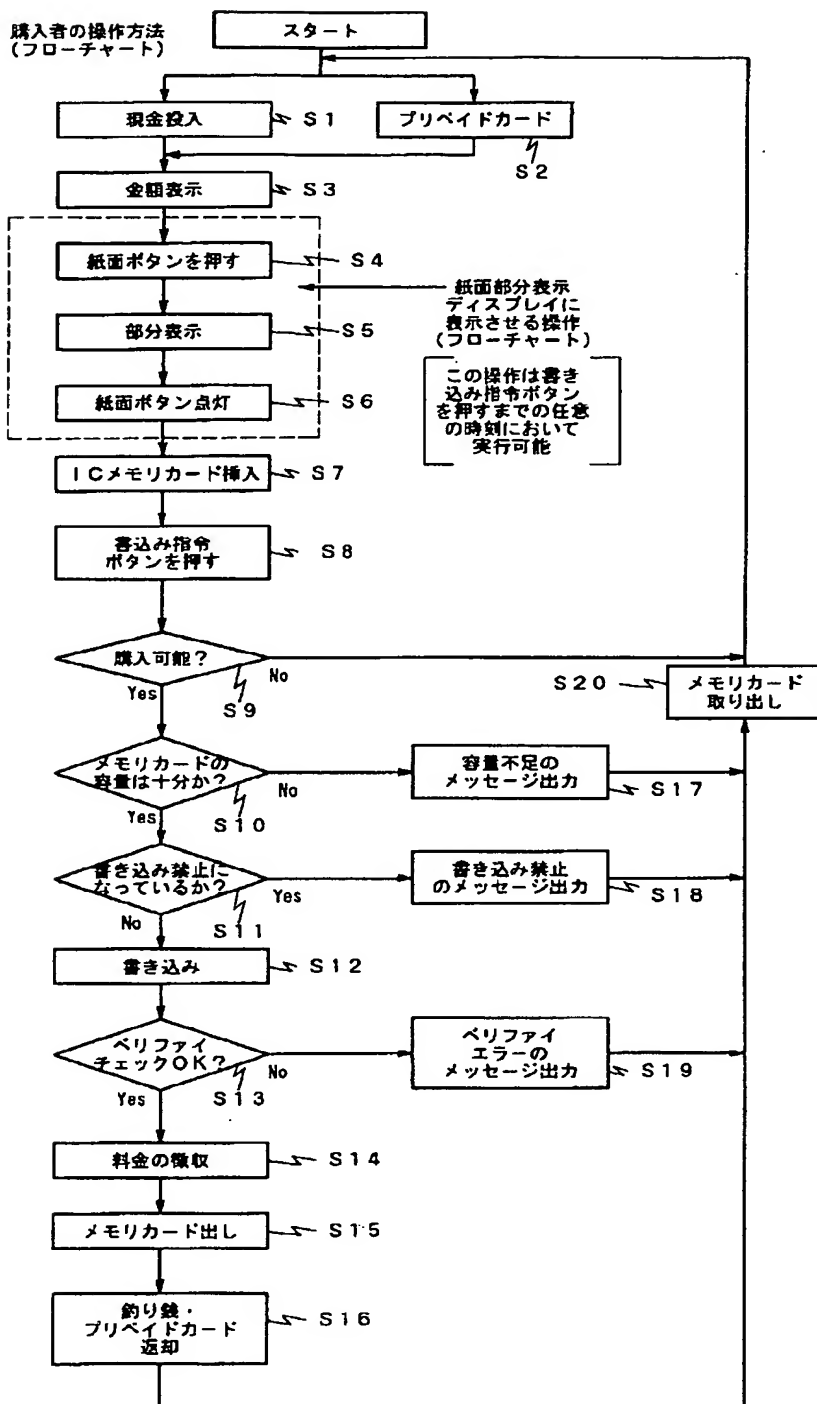 購入者の操作方法
(フローチャート)
スタート
現金投入
S1
プリペイドカード
S2
金額表示
S3
紙面ボタンを押す
S4
部分表示
S5
紙面ボタン点灯
S6
紙面部分表示
ディスプレイに
表示させる操作
(フローチャート)
この操作は書き
込み指令ボタン
を押すまでの任意
の時刻において
実行可能
ICメモリカード挿入
S7
書込み指令
ボタンを押す
S8
購入可能?
No
Yes
S9
S20
メモリカード
取り出し
メモリカードの
容量は十分か?
No
Yes
S10
容量不足の
メッセージ出力
S17
書き込み禁止に
なっているか?
Yes
No
S11
書き込み禁止
のメッセージ出力
S18
書き込み
S12
ベリファイ
チェックOK?
No
Yes
S13
ベリファイ
エラーの
メッセージ出力
S19
料金の徴収
S14
メモリカード出し
S15
釣り銭・
プリペイドカード
返却
S16